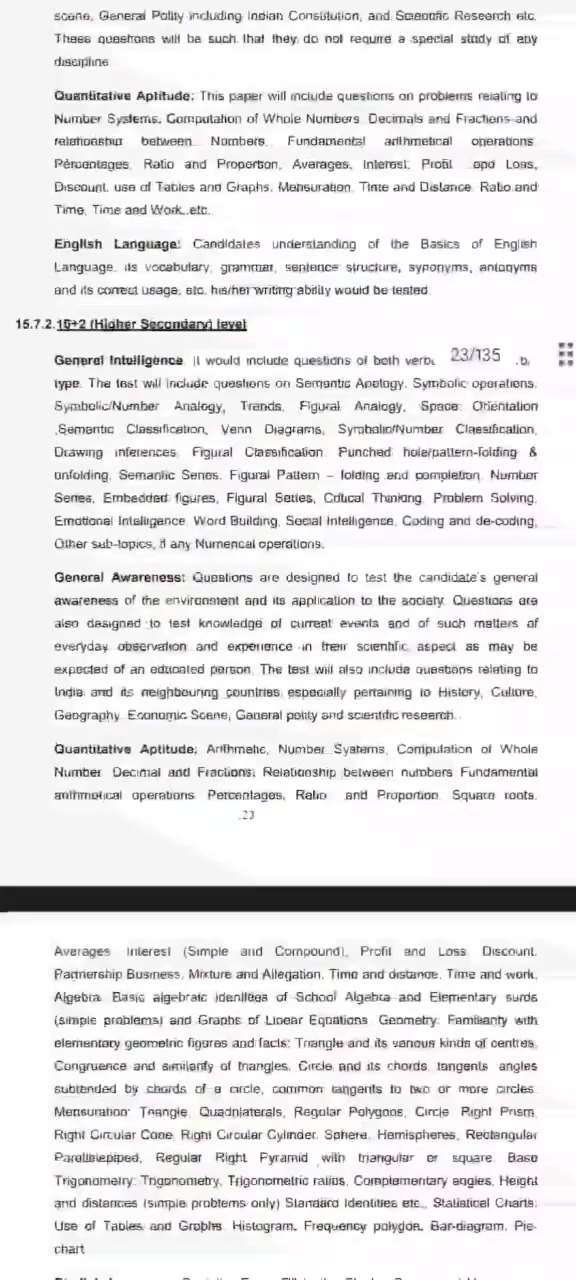 scene, General Polity including Indian Constitution, and Scientific Research etc.
These questions will be such that they do not require a special study of any
discipline.
Quantitative Aptitude: This paper will include questions on problems relating to
Number Systems, Computation of Whole Numbers, Decimals and Fractions and
relationship between Numbers, Fundamental arithmetical operations,
Percentages, Ratio and Proportion, Averages, Interest, Profit and Loss,
Discount, use of Tables and Graphs, Mensuration, Time and Distance, Ratio and
Time, Time and Work, etc.
English Language: Candidates understanding of the Basics of English
Language, its vocabulary, grammar, sentence structure, synonyms, antonyms
and its correct usage, etc. his/her writing ability would be tested.
15.7.2. 10+2 (Higher Secondary) level
General Intelligence: It would include questions of both verb 23/135 .b
type. The test will include questions on Semantic Analogy, Symbolic operations,
Symbolic/Number Analogy, Trends, Figural Analogy, Space Orientation,
Semantic Classification, Venn Diagrams, Symbolic/Number Classification,
Drawing inferences, Figural Classification, Punched hole/pattern-folding &
unfolding, Semantic Series, Figural Pattern – folding and completion, Number
Series, Embedded figures, Figural Series, Critical Thinking, Problem Solving,
Emotional Intelligence, Word Building, Social Intelligence, Coding and de-coding,
Other sub-topics, if any Numerical operations.
General Awareness: Questions are designed to test the candidate's general
awareness of the environment and its application to the society. Questions are
also designed to test knowledge of current events and of such matters of
everyday observation and experience in their scientific aspect as may be
expected of an educated person. The test will also include questions relating to
India and its neighbouring countries especially pertaining to History, Culture,
Geography, Economic Scene, General polity and scientific research.
Quantitative Aptitude: Arithmetic, Number Systems, Computation of Whole
Number, Decimal and Fractions, Relationship between numbers Fundamental
arithmetical operations Percentages, Ratio and Proportion, Square roots,
23
Averages Interest (Simple and Compound), Profit and Loss, Discount,
Partnership Business, Mixture and Allegation, Time and distance, Time and work,
Algebra: Basic algebraic identities of School Algebra and Elementary surds
(simple problems) and Graphs of Linear Equations. Geometry: Familiarity with
elementary geometric figures and facts: Triangle and its various kinds of centres,
Congruence and similarity of triangles, Circle and its chords, tangents, angles
subtended by chords of a circle, common tangents to two or more circles.
Mensuration: Triangle, Quadrilaterals, Regular Polygons, Circle, Right Prism,
Right Circular Cone, Right Circular Cylinder, Sphere, Hemispheres, Rectangular
Parallelepiped, Regular Right Pyramid with triangular or square Base
Trigonometry: Trigonometry, Trigonometric ratios, Complementary angles, Height
and distances (simple problems only) Standard Identities etc., Statistical Charts:
Use of Tables and Graphs: Histogram, Frequency polygon, Bar-diagram, Pie-
chart